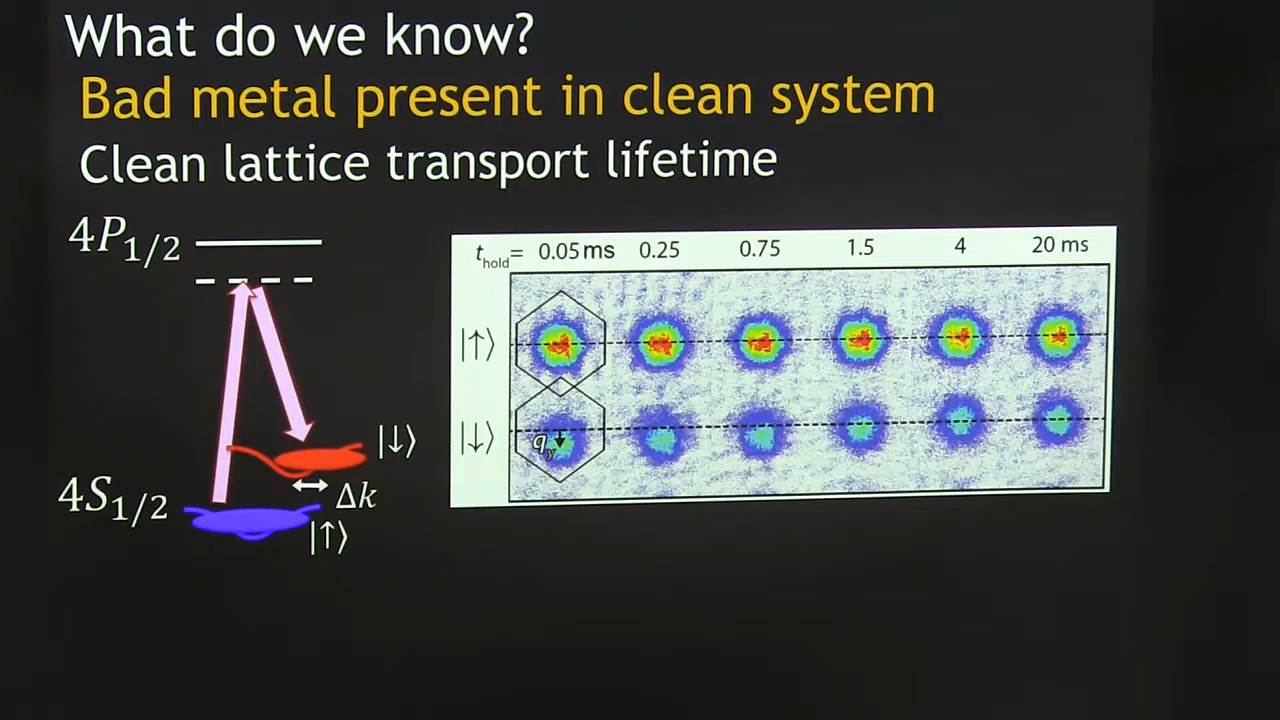 What do we know?
Bad metal present in clean system
Clean lattice transport lifetime
4P1/2
t_hold = 0.05 ms 0.25 0.75 1.5 4 20 ms
|↑⟩
|↓⟩
q_y
|↓⟩
Δk
4S1/2
|↑⟩